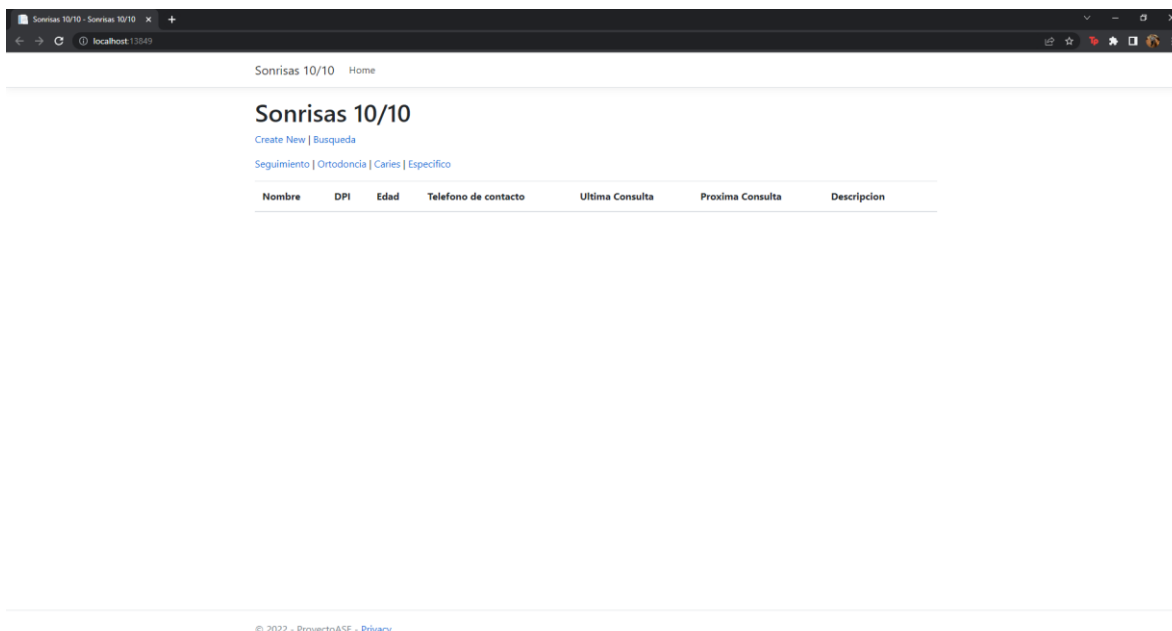 Sonrisas 10/10 - Sonrisas 10/10
localhost:13849
Sonrisas 10/10 Home
Sonrisas 10/10
Create New | Busqueda
Seguimiento | Ortodoncia | Caries | Especifico
Nombre DPI Edad Telefono de contacto Ultima Consulta Proxima Consulta Descripcion
© 2022 - ProyectoASE - Privacy